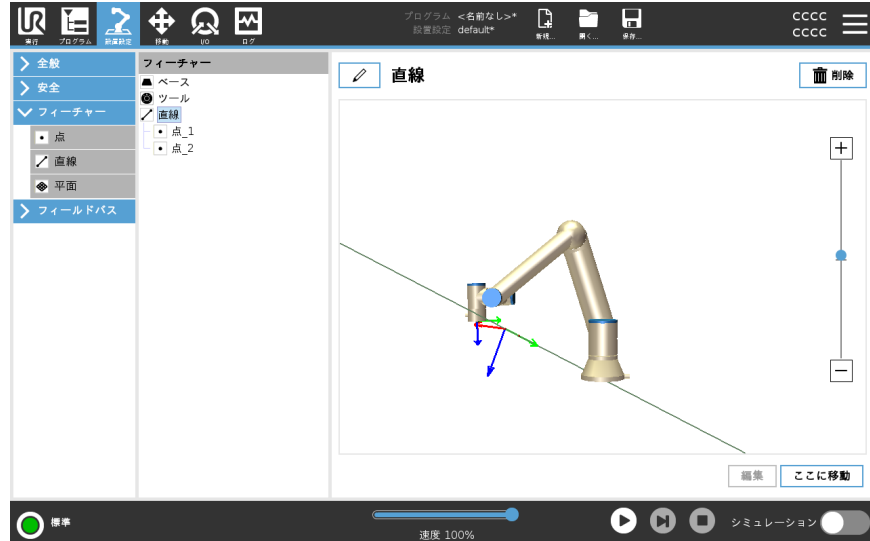 UR
実行
プログラム
設置設定
移動
I/O
ログ
プログラム <名前なし>*
設置設定 default*
新規...
開く...
保存...
CCCC
CCCC
全般
安全
フィーチャー
点
直線
平面
フィールドバス
フィーチャー
ベース
ツール
直線
点_1
点_2
直線
削除
編集
ここに移動
標準
速度 100%
シミュレーション